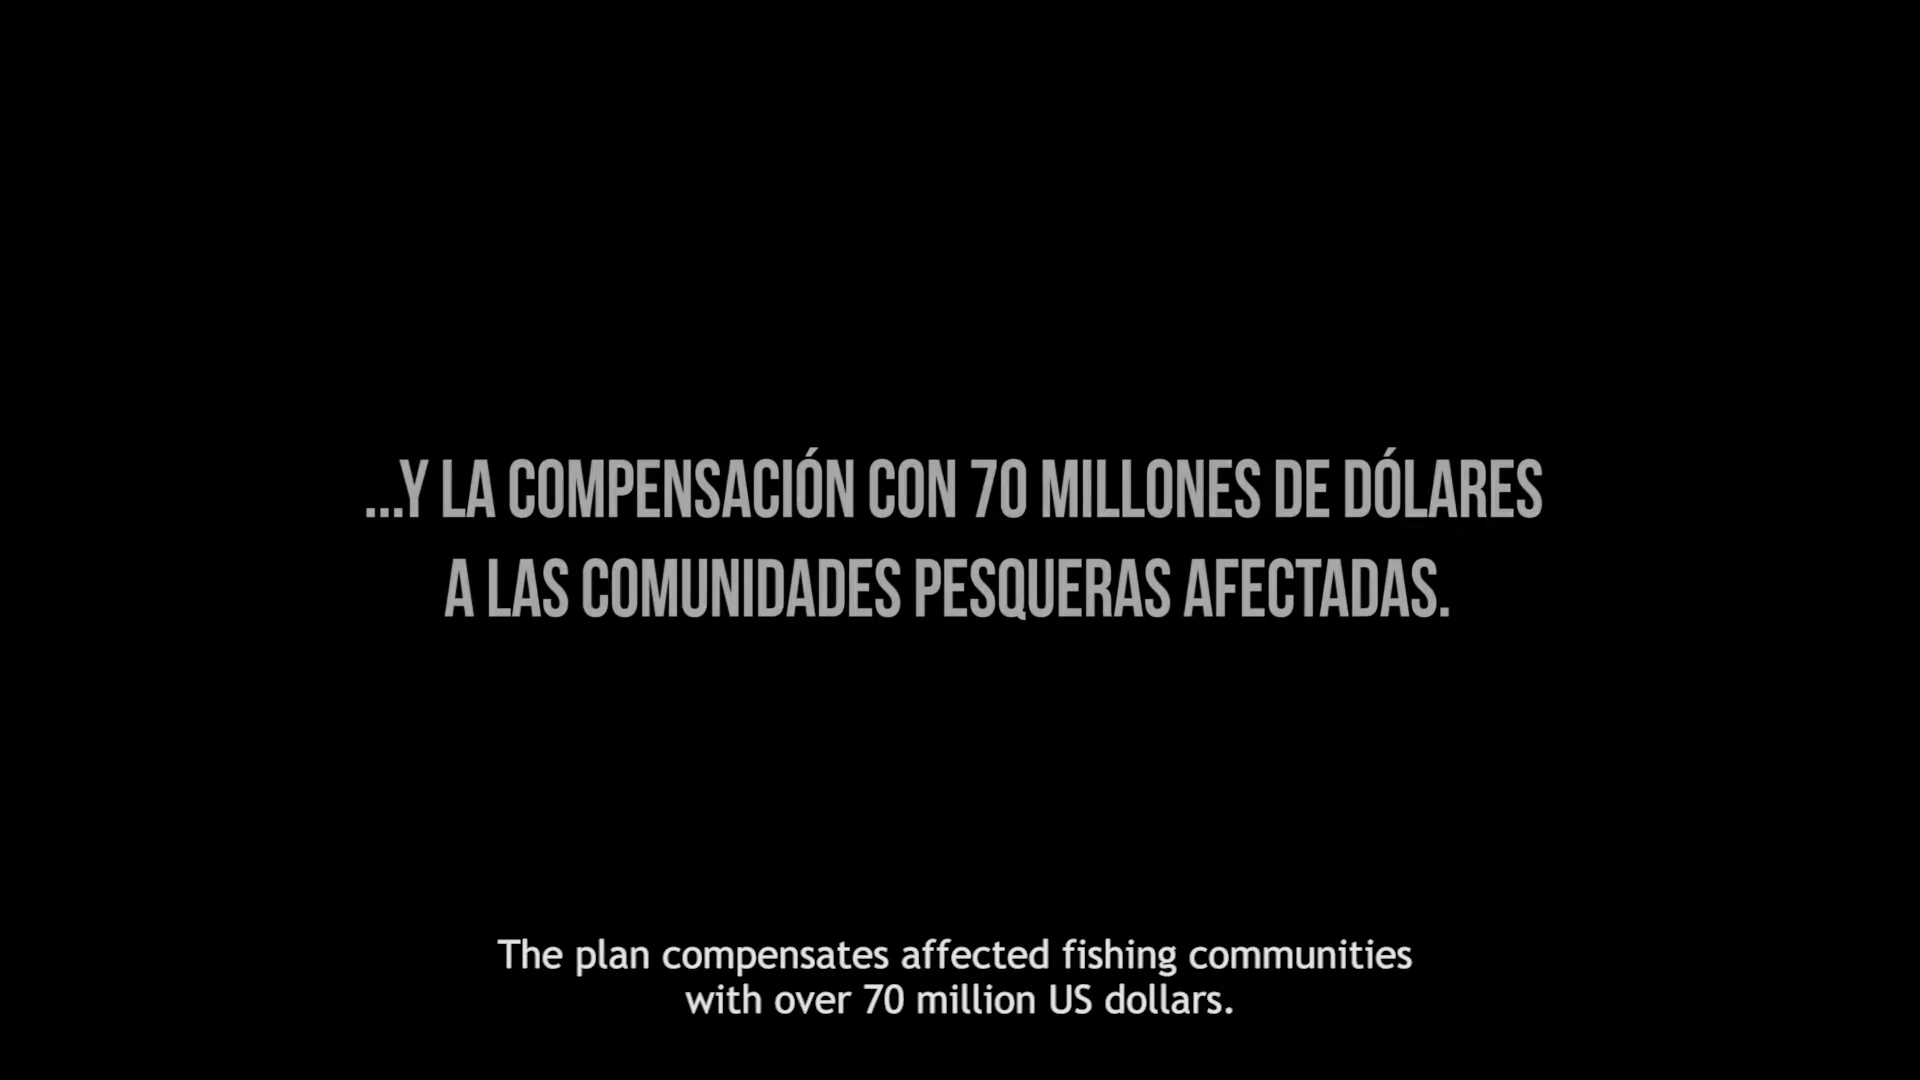 ...Y LA COMPENSACIÓN CON 70 MILLONES DE DÓLARES
A LAS COMUNIDADES PESQUERAS AFECTADAS.
The plan compensates affected fishing communities
with over 70 million US dollars.